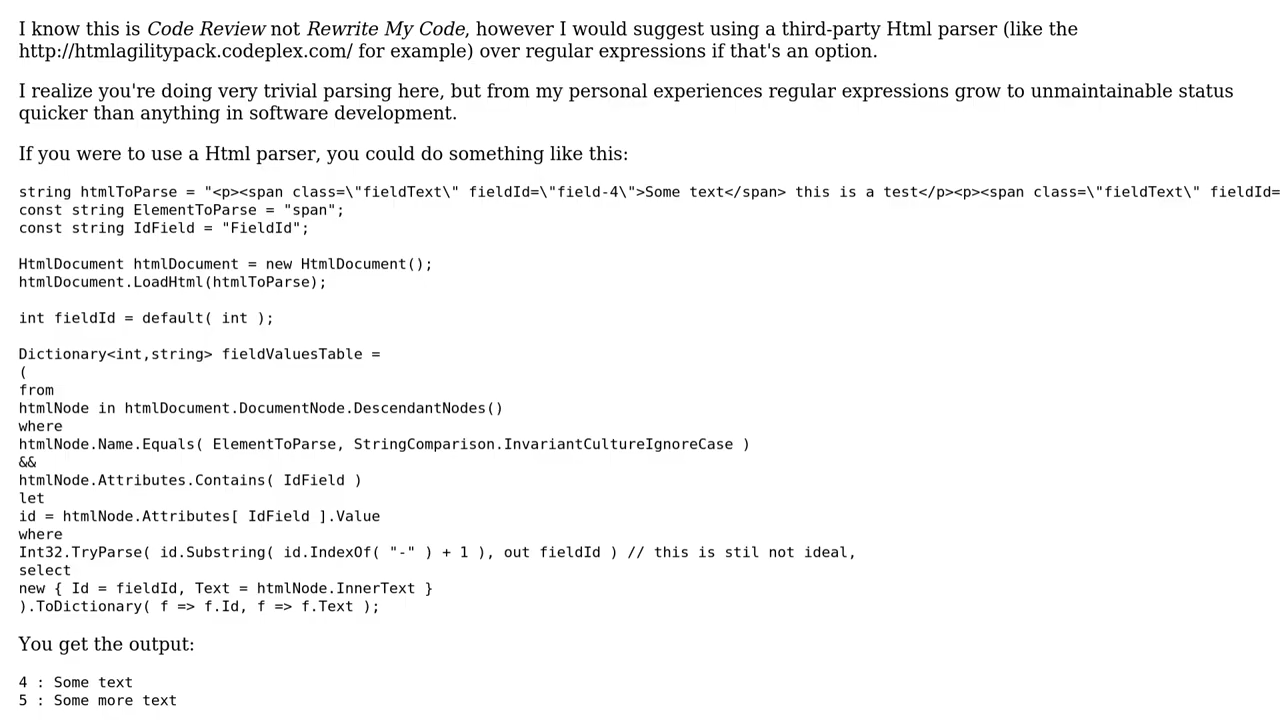 I know this is Code Review not Rewrite My Code, however I would suggest using a third-party Html parser (like the
http://htmlagilitypack.codeplex.com/ for example) over regular expressions if that's an option.
I realize you're doing very trivial parsing here, but from my personal experiences regular expressions grow to unmaintainable status
quicker than anything in software development.
If you were to use a Html parser, you could do something like this:
string htmlToParse = "<p><span class=\"fieldText\" fieldId=\"field-4\">Some text</span> this is a test</p><p><span class=\"fieldText\" fieldId=
const string ElementToParse = "span";
const string IdField = "FieldId";
HtmlDocument htmlDocument = new HtmlDocument();
htmlDocument.LoadHtml(htmlToParse);
int fieldId = default( int );
Dictionary<int,string> fieldValuesTable =
(
from
htmlNode in htmlDocument.DocumentNode.DescendantNodes()
where
htmlNode.Name.Equals( ElementToParse, StringComparison.InvariantCultureIgnoreCase )
&&
htmlNode.Attributes.Contains( IdField )
let
id = htmlNode.Attributes[ IdField ].Value
where
Int32.TryParse( id.Substring( id.IndexOf( "-" ) + 1 ), out fieldId ) // this is stil not ideal,
select
new { Id = fieldId, Text = htmlNode.InnerText }
).ToDictionary( f => f.Id, f => f.Text );
You get the output:
4 : Some text
5 : Some more text